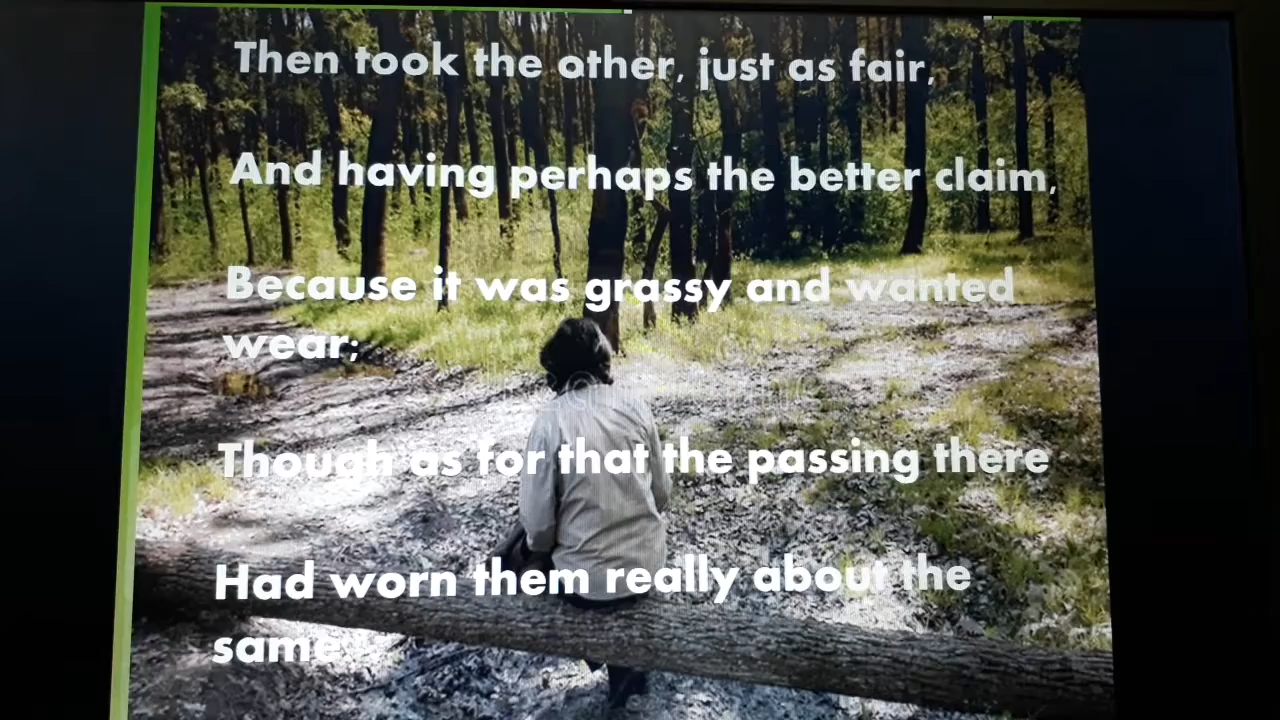 Then took the other, just as fair,
And having perhaps the better claim,
Because it was grassy and wanted
wear;
Though as for that the passing there
Had worn them really about the
same